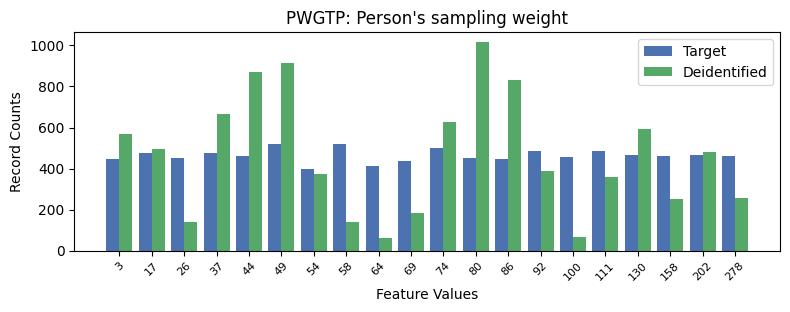 PWGTP: Person's sampling weight
Record Counts
1000
800
600
400
200
0
Target
Deidentified
3 17 26 37 44 49 54 58 64 69 74 80 86 92 100 111 130 158 202 278
Feature Values